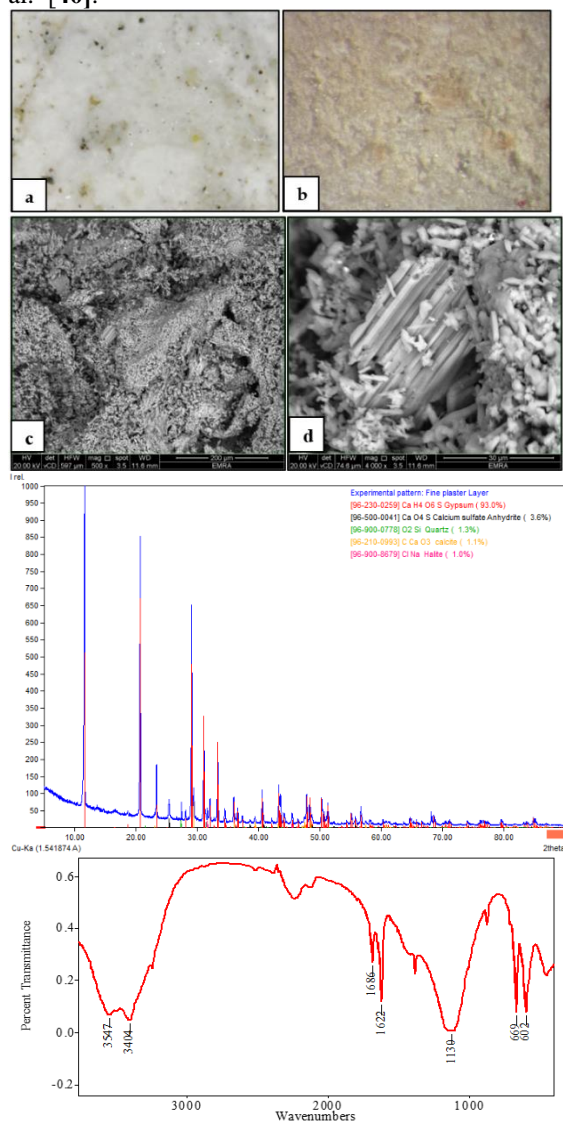 al. [46].
a
b
c
HV det HFW mag □ spot WD
20.00 kV vCD 597 µm 500 x 3.5 11.6 mm
200 µm
EMRA
d
HV det HFW mag □ spot WD
20.00 kV vCD 74.6 µm 4 000 x 3.5 11.6 mm
30 µm
EMRA
I rel.
Experimental pattern: Fine plaster Layer
[96-230-0259] Ca H4 O6 S Gypsum ( 93.0%)
[96-500-0041] Ca O4 S Calcium sulfate Anhydrite ( 3.6%)
[96-900-0778] O2 Si Quartz ( 1.3%)
[96-210-0993] C Ca O3 calcite ( 1.1%)
[96-900-8679] Cl Na Halite ( 1.0%)
1000
950
900
850
800
750
700
650
600
550
500
450
400
350
300
250
200
150
100
50
10.00 20.00 30.00 40.00 50.00 60.00 70.00 80.00
Cu-Ka (1.541874 A) 2theta
Percent Transmittance
0.6
0.4
0.2
0.0
-0.2
3547
3404
1686
1622
1130
669
602
3000 2000 1000
Wavenumbers